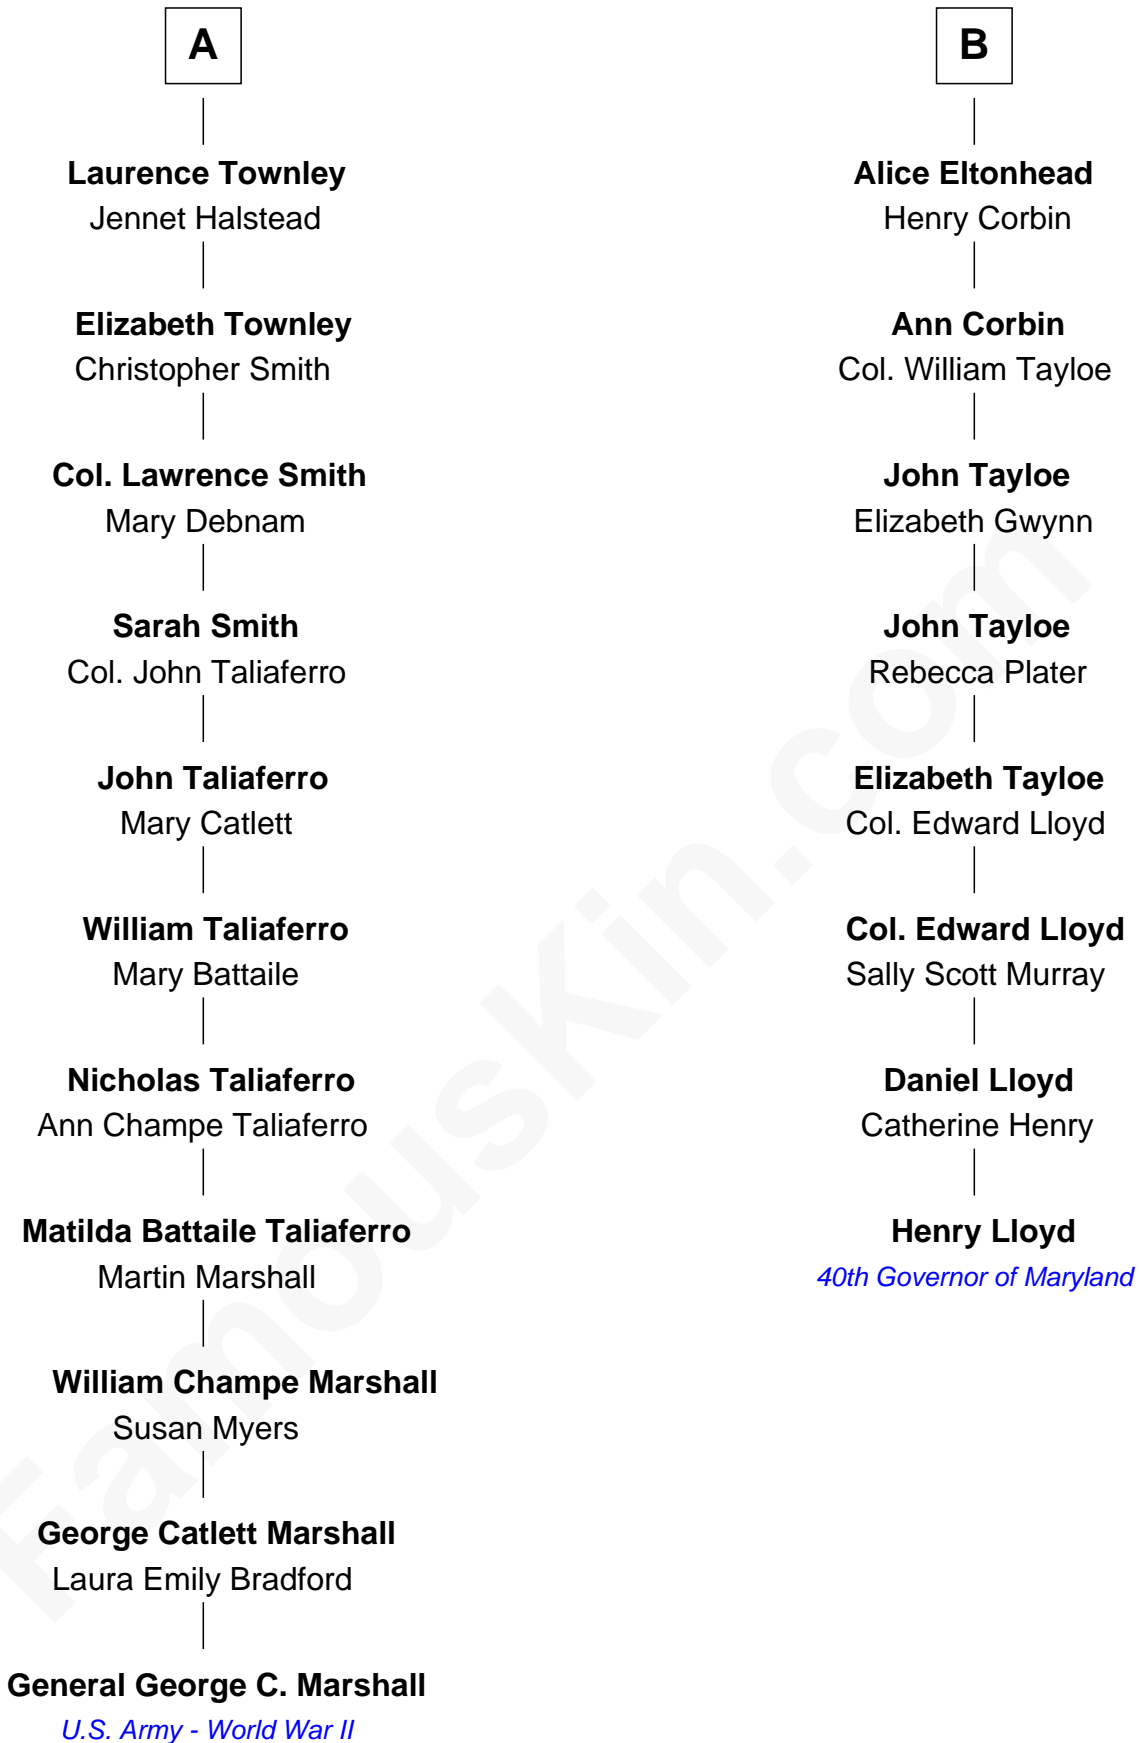 A
Laurence Townley
Jennet Halstead
Elizabeth Townley
Christopher Smith
Col. Lawrence Smith
Mary Debnam
Sarah Smith
Col. John Taliaferro
John Taliaferro
Mary Catlett
William Taliaferro
Mary Battaile
Nicholas Taliaferro
Ann Champe Taliaferro
Matilda Battaile Taliaferro
Martin Marshall
William Champe Marshall
Susan Myers
George Catlett Marshall
Laura Emily Bradford
General George C. Marshall
U.S. Army - World War II
B
Alice Eltonhead
Henry Corbin
Ann Corbin
Col. William Tayloe
John Tayloe
Elizabeth Gwynn
John Tayloe
Rebecca Plater
Elizabeth Tayloe
Col. Edward Lloyd
Col. Edward Lloyd
Sally Scott Murray
Daniel Lloyd
Catherine Henry
Henry Lloyd
40th Governor of Maryland
FamousKin.com